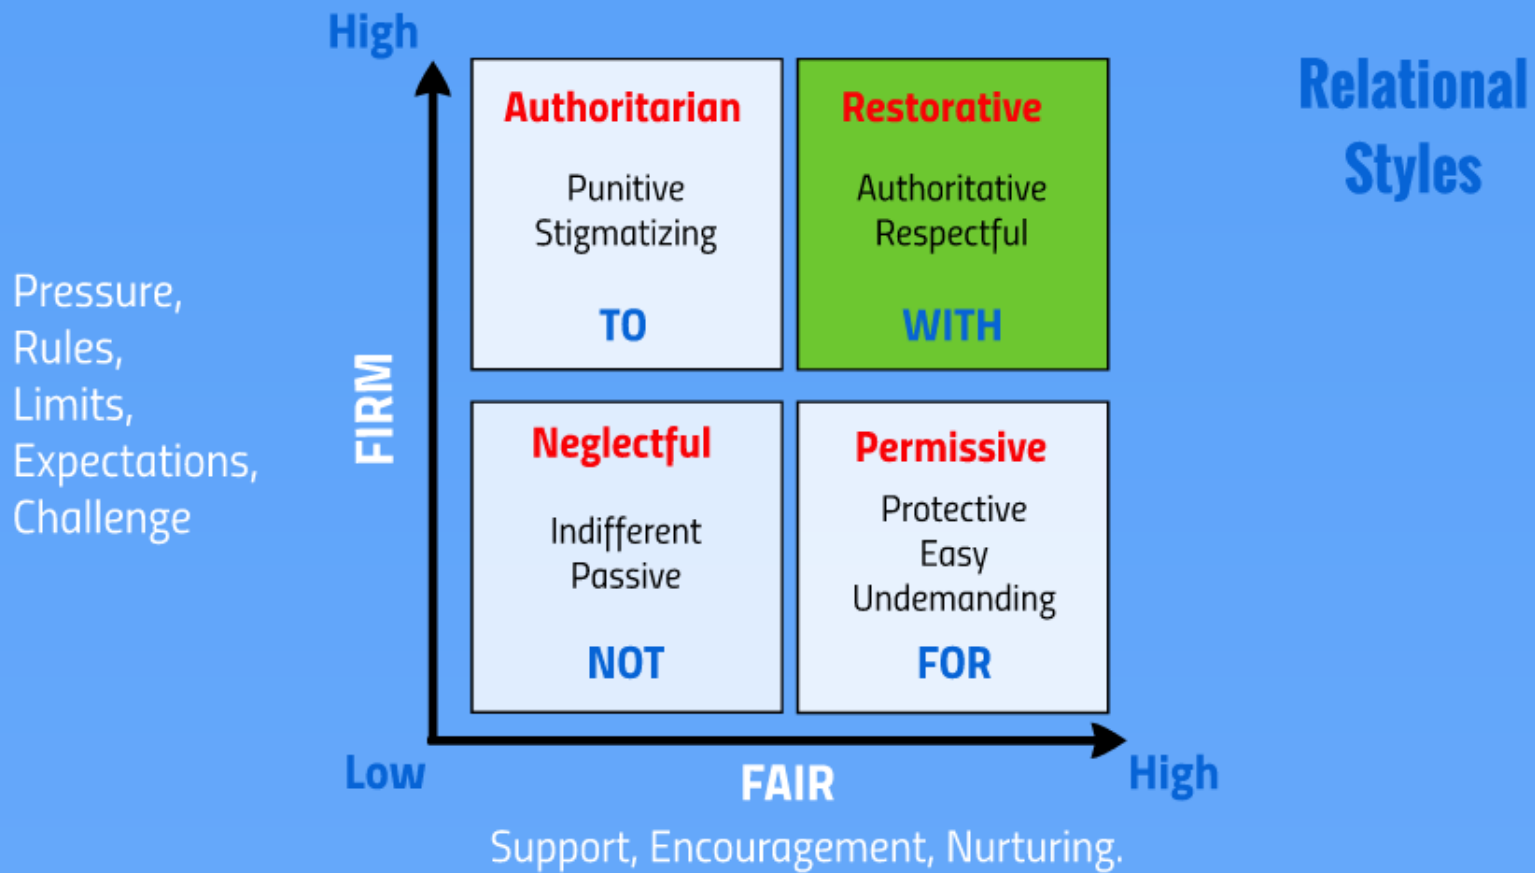 High
Relational
Styles
Authoritarian
Punitive
Stigmatizing
TO
Restorative
Authoritative
Respectful
WITH
Pressure,
Rules,
Limits,
Expectations,
Challenge
FIRM
Neglectful
Indifferent
Passive
NOT
Permissive
Protective
Easy
Undemanding
FOR
Low
FAIR
High
Support, Encouragement, Nurturing.